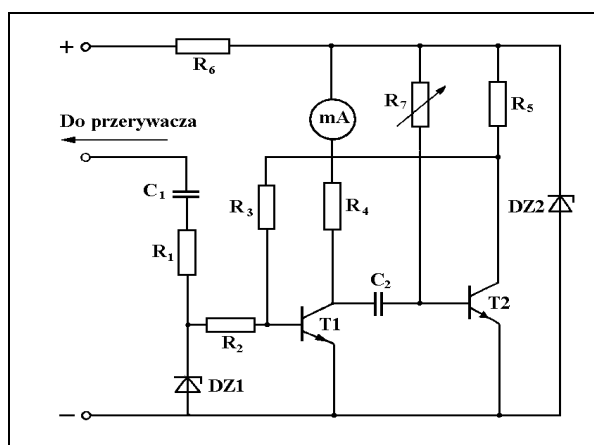 +
R6
mA
R7
R5
Do przerywacza
C1
R3
R4
DZ2
R1
C2
T1
T2
R2
DZ1
−